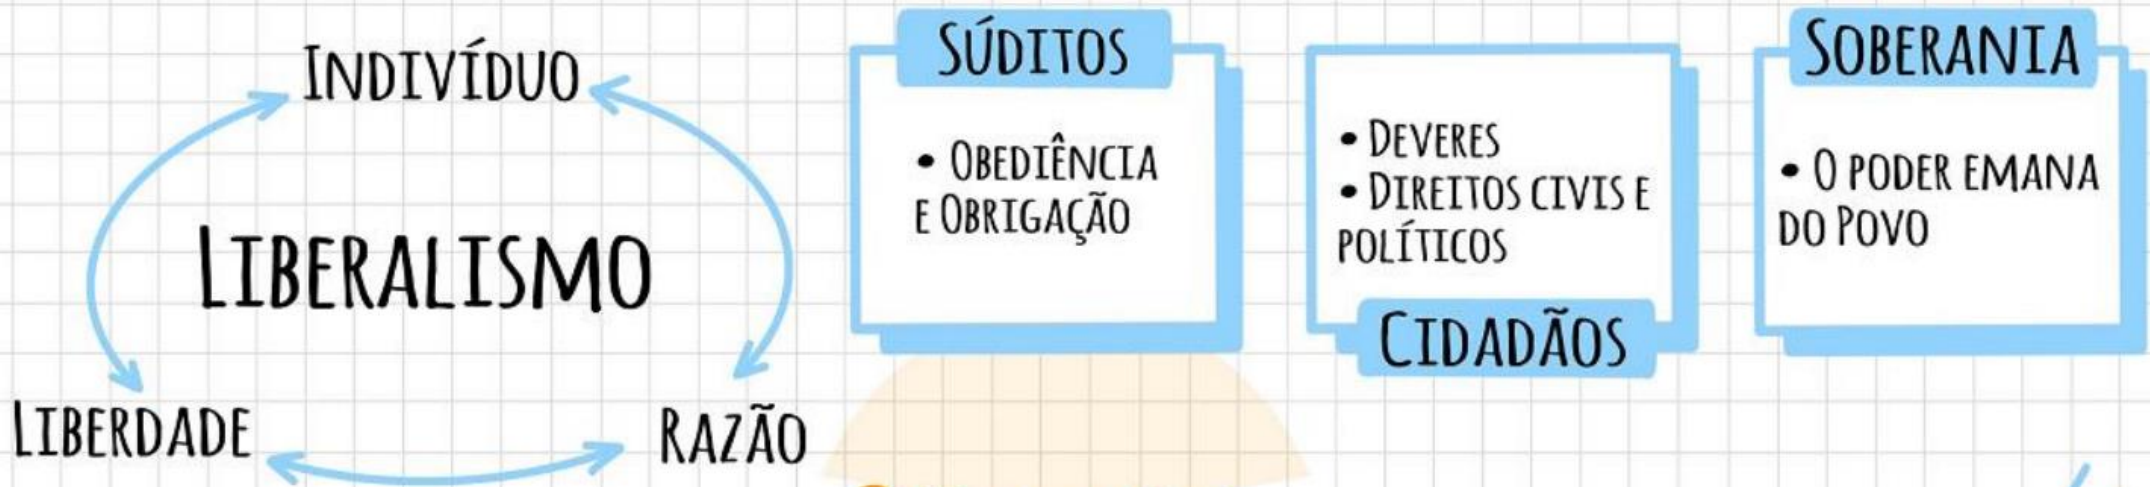 INDIVÍDUO
LIBERALISMO
LIBERDADE
RAZÃO
SÚDITOS
• OBEDIÊNCIA
E OBRIGAÇÃO
• DEVERES
• DIREITOS CIVIS E
POLÍTICOS
CIDADÃOS
SOBERANIA
• O PODER EMANA
DO POVO